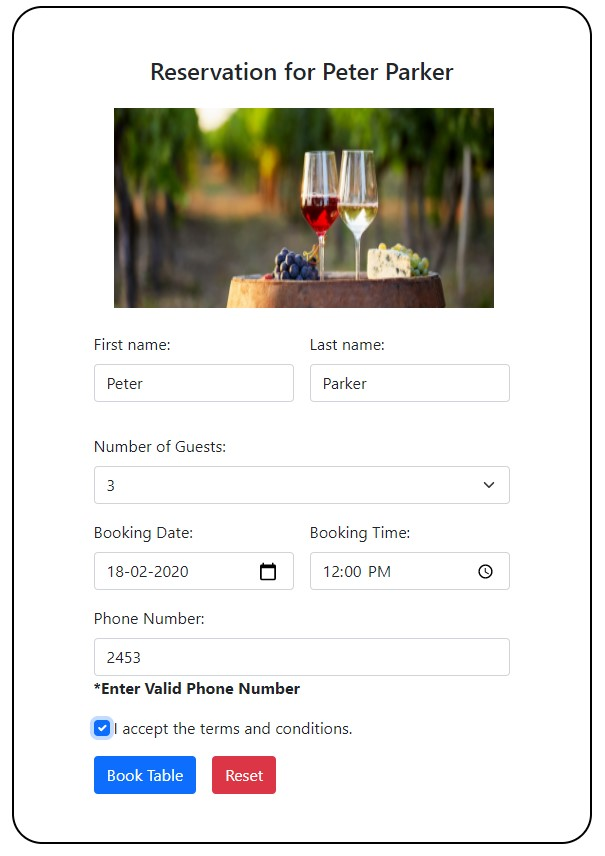 Reservation for Peter Parker
First name:
Last name:
Peter
Parker
Number of Guests:
3
Booking Date:
Booking Time:
18-02-2020
12:00 PM
Phone Number:
2453
*Enter Valid Phone Number
I accept the terms and conditions.
Book Table
Reset